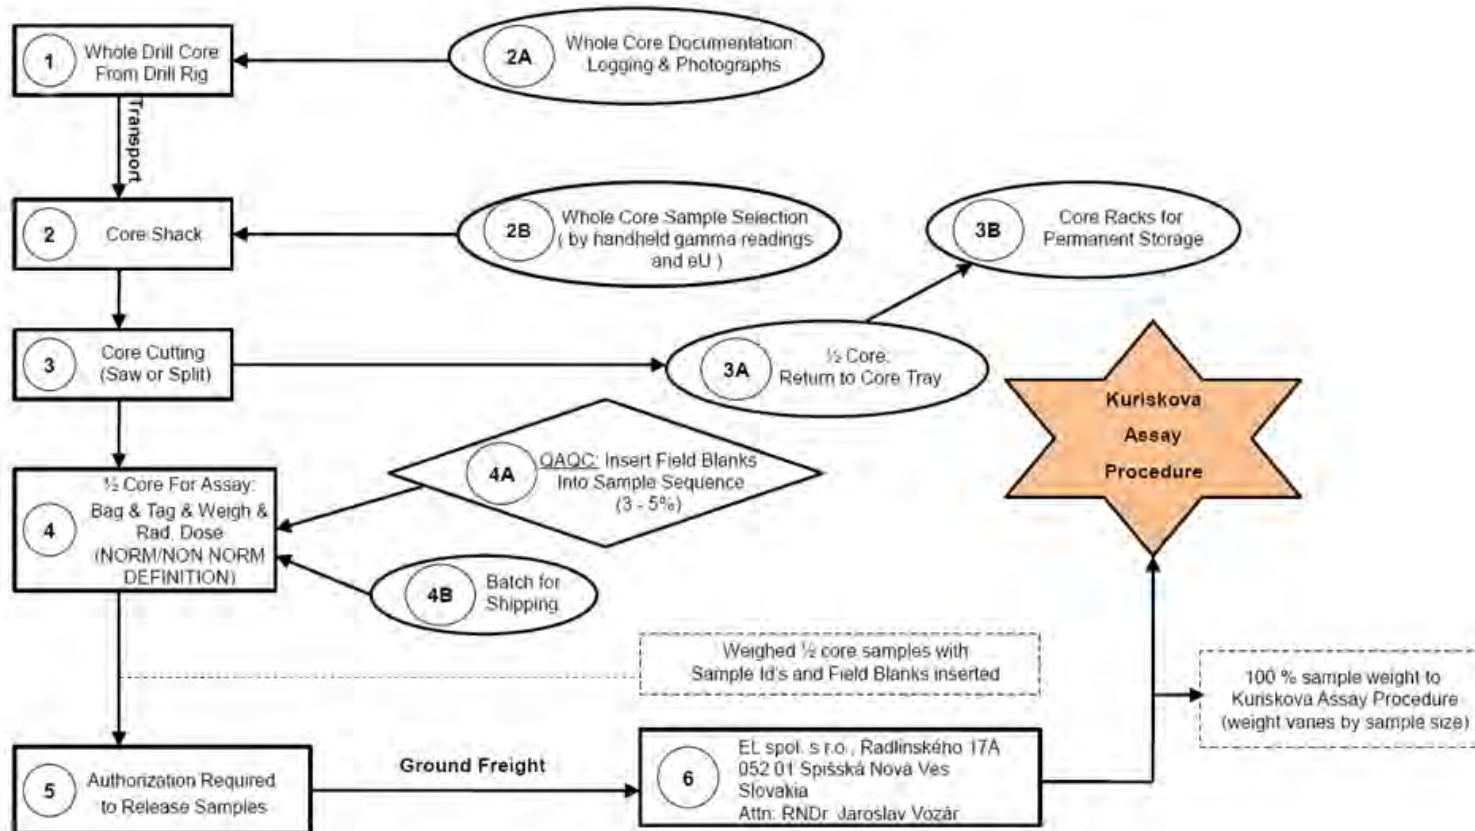 1
Whole Drill Core
From Drill Rig
2A
Whole Core Documentation
Logging & Photographs
Transport
2
Core Shack
2B
Whole Core Sample Selection
( by handheld gamma readings
and eU )
3B
Core Racks for
Permanent Storage
3
Core Cutting
(Saw or Split)
3A
½ Core:
Return to Core Tray
Kuriskova
Assay
Procedure
4
½ Core For Assay:
Bag & Tag & Weigh &
Rad. Dose
(NORM/NON NORM
DEFINITION)
4A
QAQC: Insert Field Blanks
Into Sample Sequence
(3 - 5%)
4B
Batch for
Shipping
Weighed ½ core samples with
Sample Id's and Field Blanks inserted
100 % sample weight to
Kuriskova Assay Procedure
(weight varies by sample size)
5
Authorization Required
to Release Samples
Ground Freight
6
EL spol. s r.o., Radlinského 17A
052 01 Spišská Nová Ves
Slovakia
Attn: RNDr. Jaroslav Vozár